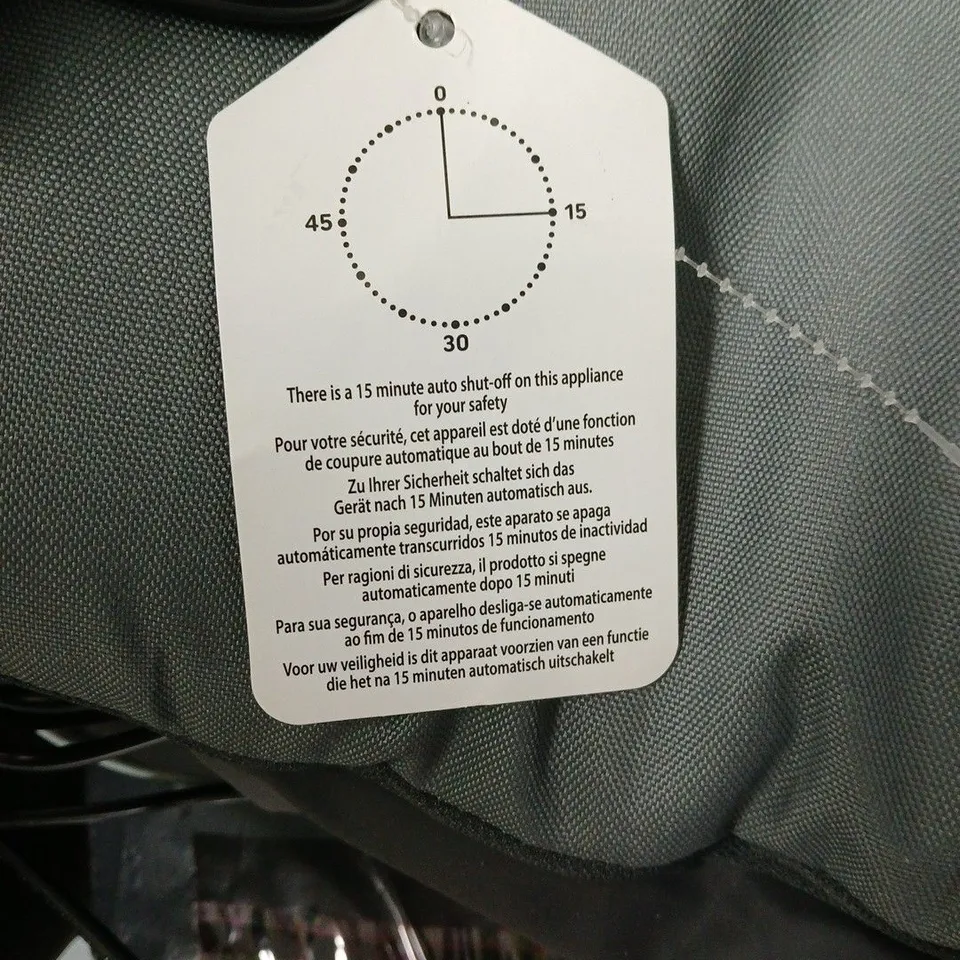 0
45
15
30
There is a 15 minute auto shut-off on this appliance
for your safety
Pour votre sécurité, cet appareil est doté d'une fonction
de coupure automatique au bout de 15 minutes
Zu Ihrer Sicherheit schaltet sich das
Gerät nach 15 Minuten automatisch aus.
Por su propia seguridad, este aparato se apaga
automáticamente transcurridos 15 minutos de inactividad
Per ragioni di sicurezza, il prodotto si spegne
automaticamente dopo 15 minuti
Para sua segurança, o aparelho desliga-se automaticamente
ao fim de 15 minutos de funcionamento
Voor uw veiligheid is dit apparaat voorzien van een functie
die het na 15 minuten automatisch uitschakelt